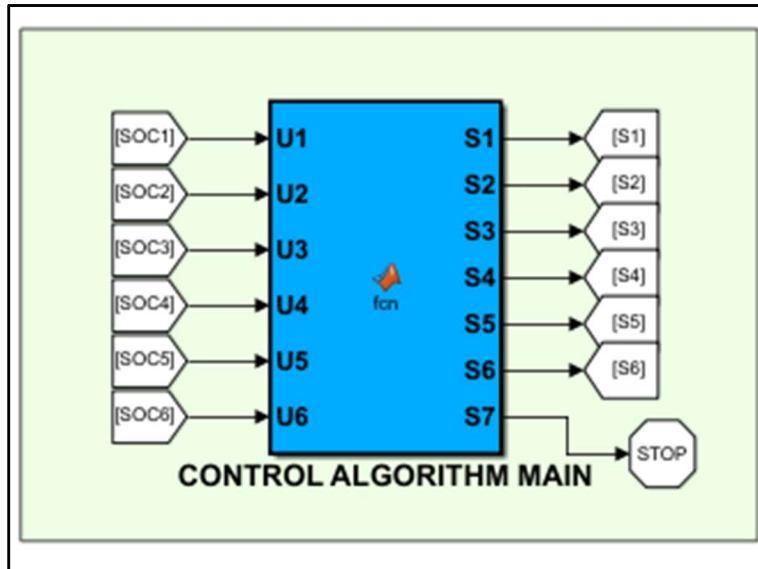 [SOC1]
[SOC2]
[SOC3]
[SOC4]
[SOC5]
[SOC6]
U1
U2
U3
U4
U5
U6
fcn
S1
S2
S3
S4
S5
S6
S7
[S1]
[S2]
[S3]
[S4]
[S5]
[S6]
STOP
CONTROL ALGORITHM MAIN